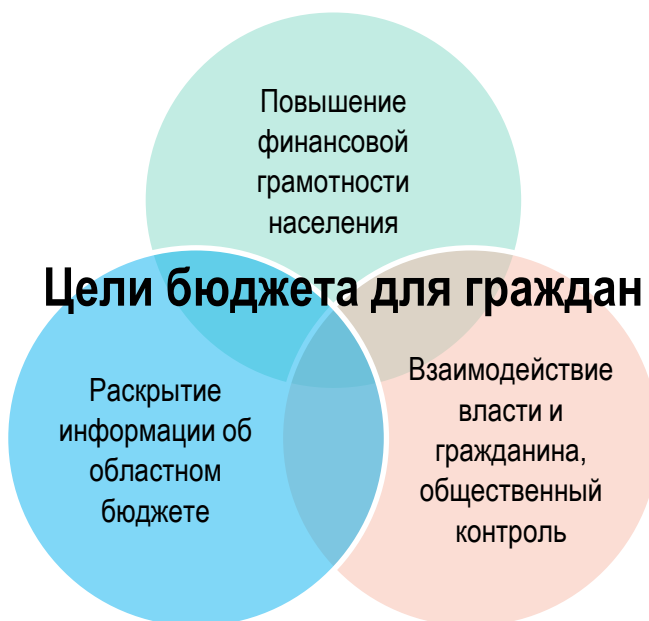 Повышение
финансовой
грамотности
населения
Цели бюджета для граждан
Раскрытие
информации об
областном
бюджете
Взаимодействие
власти и
гражданина,
общественный
контроль